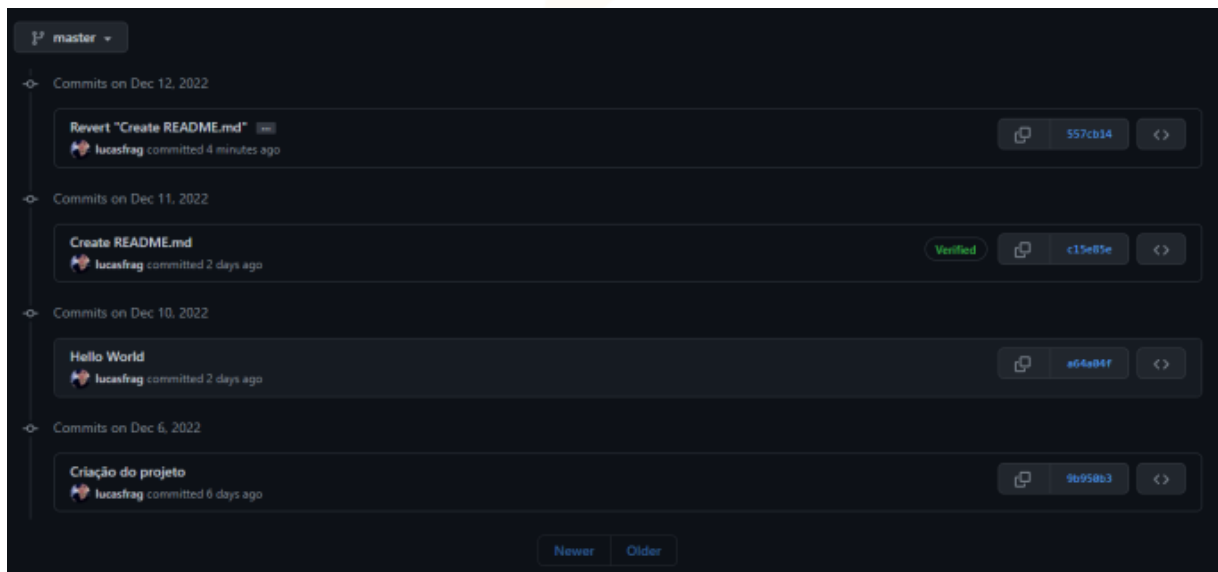 master
Commits on Dec 12, 2022
Revert "Create README.md" ...
lucasfrag committed 4 minutes ago
557cb14
Commits on Dec 11, 2022
Create README.md
lucasfrag committed 2 days ago
Verified
c15e85e
Commits on Dec 10, 2022
Hello World
lucasfrag committed 2 days ago
a64a04f
Commits on Dec 6, 2022
Criação do projeto
lucasfrag committed 6 days ago
9b950b3
Newer Older